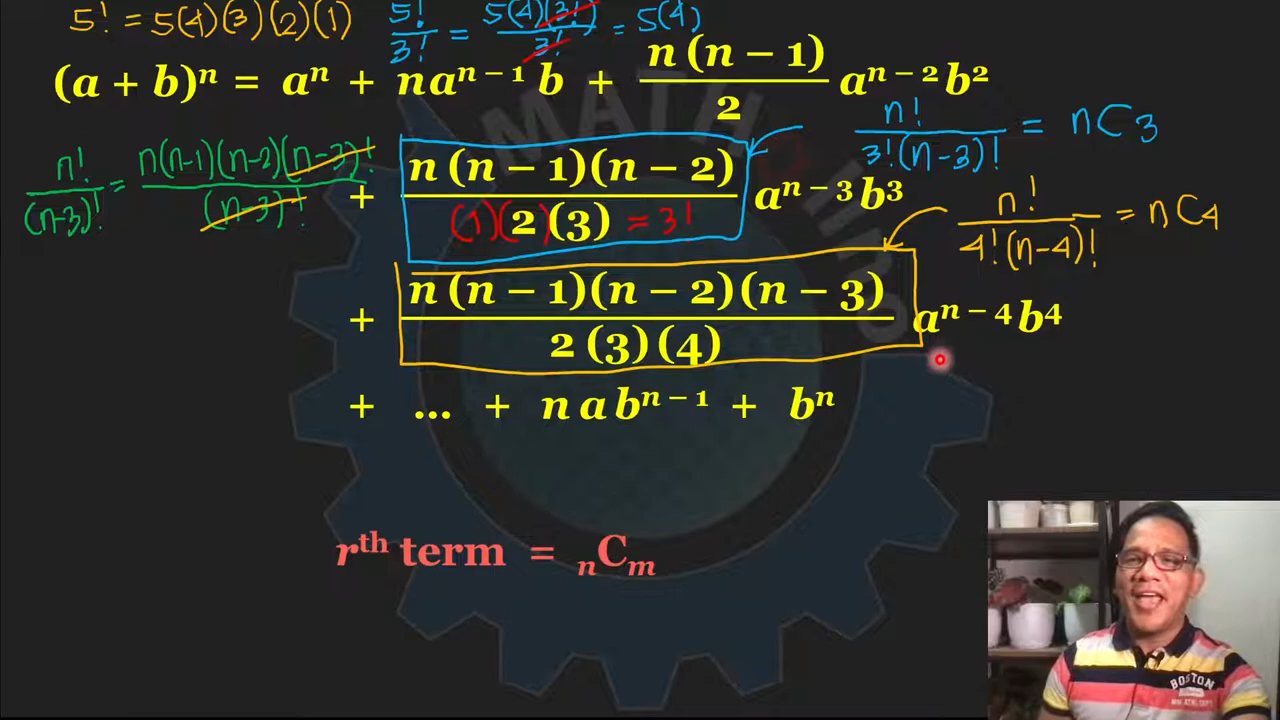 5! = 5(4)(3)(2)(1)   5!/3! = 5(4)(3!)/3! = 5(4)
(a + b)ⁿ = aⁿ + naⁿ⁻¹b + n(n − 1)/2 aⁿ⁻²b²
n!/(n-3)! = n(n-1)(n-2)(n-3)!/(n-3)!
+ n(n − 1)(n − 2)/(1)(2)(3) = 3! aⁿ⁻³b³
n!/3!(n-3)! = nC3
+ n(n − 1)(n − 2)(n − 3)/2(3)(4) aⁿ⁻⁴b⁴
n!/4!(n-4)! = nC4
+ ... + nabⁿ⁻¹ + bⁿ
rᵗʰ term = ₙCₘ
MATH
BOSTON